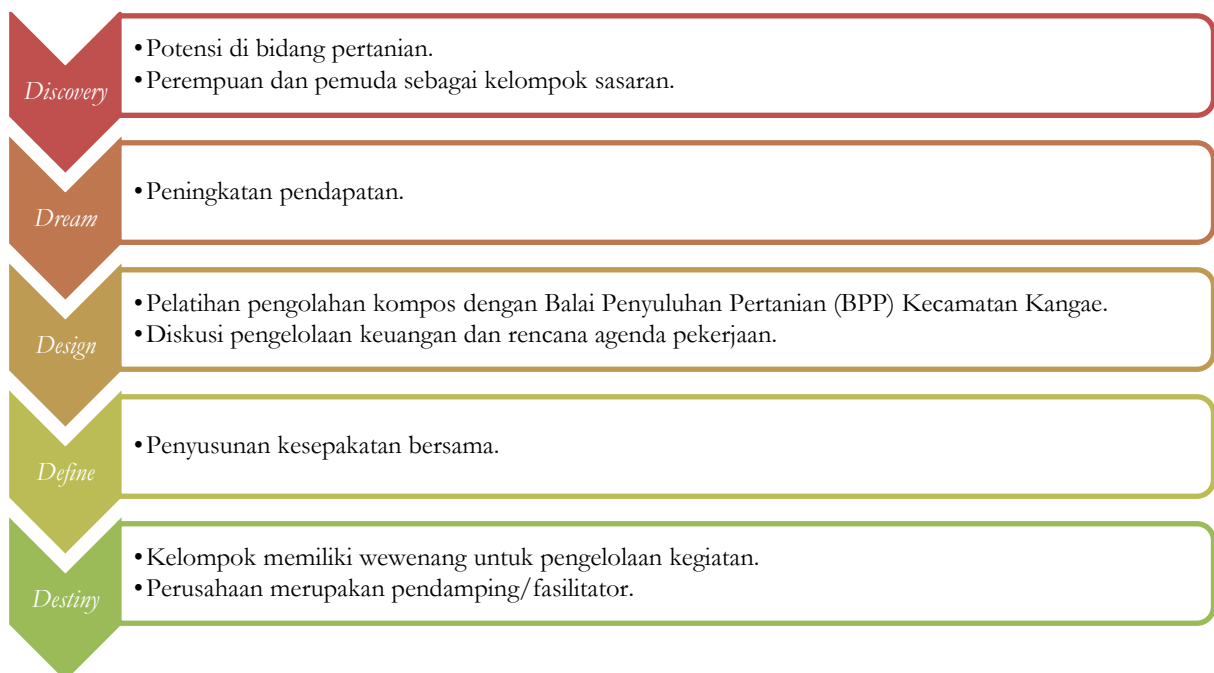 Discovery
•Potensi di bidang pertanian.
•Perempuan dan pemuda sebagai kelompok sasaran.
Dream
•Peningkatan pendapatan.
Design
•Pelatihan pengolahan kompos dengan Balai Penyuluhan Pertanian (BPP) Kecamatan Kangae.
•Diskusi pengelolaan keuangan dan rencana agenda pekerjaan.
Define
•Penyusunan kesepakatan bersama.
Destiny
•Kelompok memiliki wewenang untuk pengelolaan kegiatan.
•Perusahaan merupakan pendamping/fasilitator.